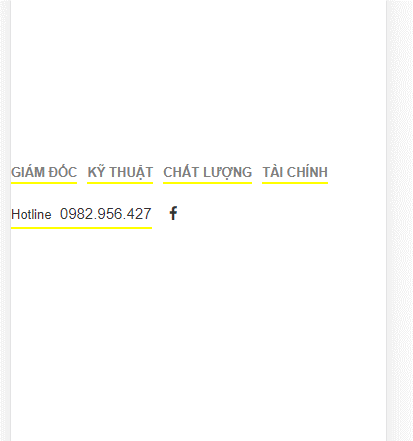 GIÁM ĐỐC KỸ THUẬT CHẤT LƯỢNG TÀI CHÍNH
Hotline 0982.956.427